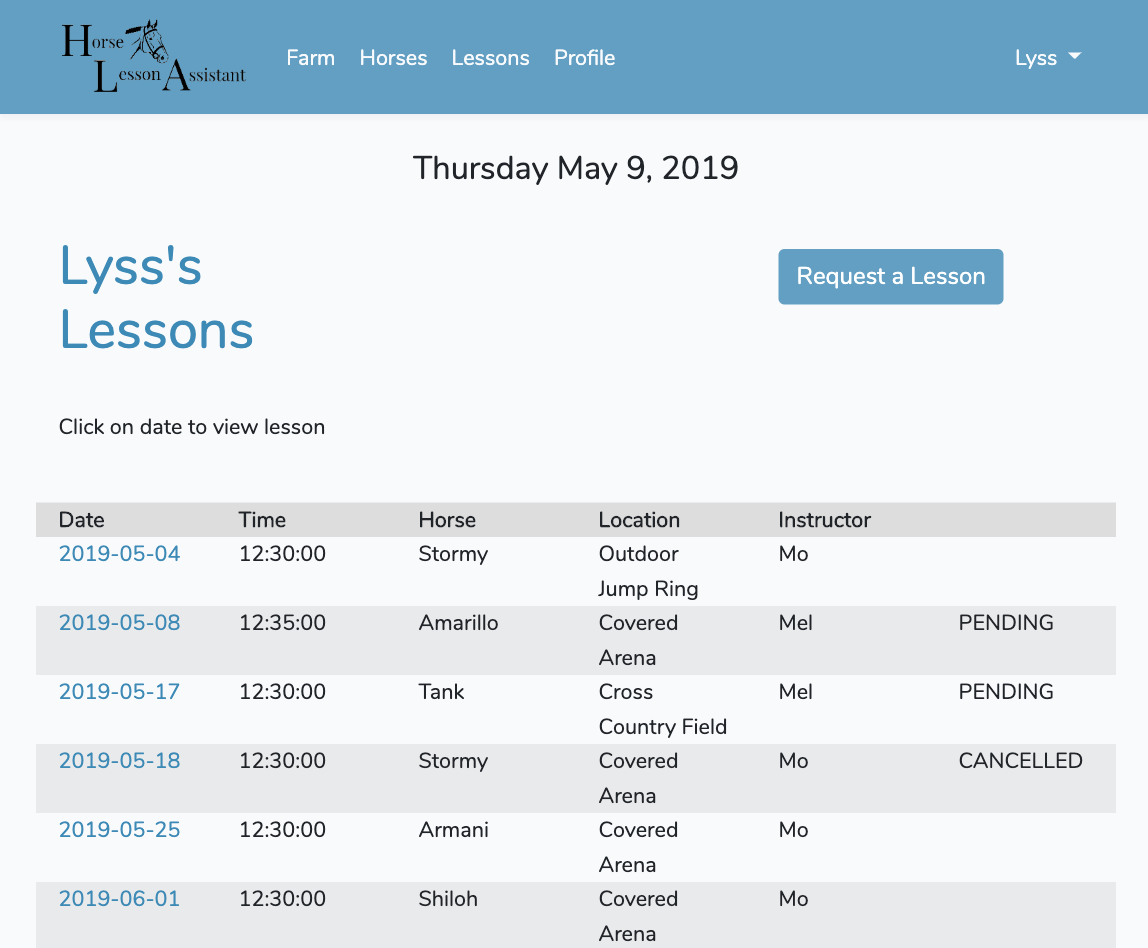 Horse
Lesson Assistant
Farm Horses Lessons Profile Lyss
Thursday May 9, 2019
Lyss's
Lessons
Request a Lesson
Click on date to view lesson
Date Time Horse Location Instructor
2019-05-04 12:30:00 Stormy Outdoor Mo
Jump Ring
2019-05-08 12:35:00 Amarillo Covered Mel PENDING
Arena
2019-05-17 12:30:00 Tank Cross Mel PENDING
Country Field
2019-05-18 12:30:00 Stormy Covered Mo CANCELLED
Arena
2019-05-25 12:30:00 Armani Covered Mo
Arena
2019-06-01 12:30:00 Shiloh Covered Mo
Arena